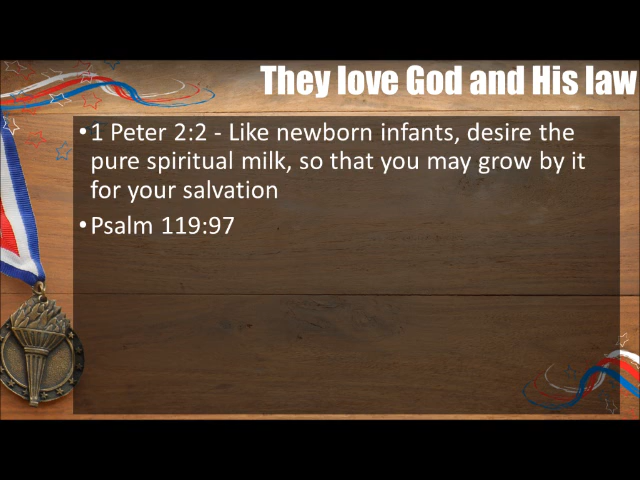 They love God and His law
• 1 Peter 2:2 - Like newborn infants, desire the
pure spiritual milk, so that you may grow by it
for your salvation
• Psalm 119:97